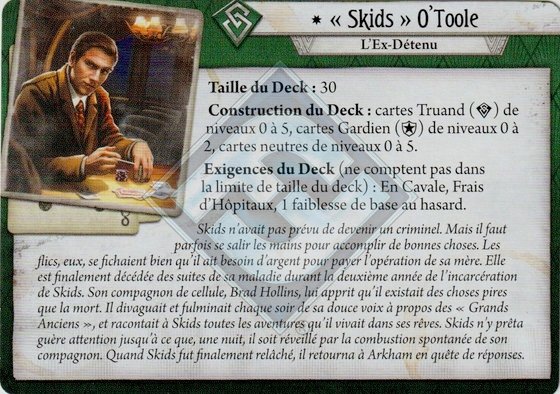 « Skids » O'Toole
L'Ex-Détenu
Taille du Deck : 30
Construction du Deck : cartes Truand ( ) de
niveaux 0 à 5, cartes Gardien ( ) de niveaux 0 à
2, cartes neutres de niveaux 0 à 5.
Exigences du Deck (ne comptent pas dans
la limite de taille du deck) : En Cavale, Frais
d'Hôpitaux, 1 faiblesse de base au hasard.
Skids n'avait pas prévu de devenir un criminel. Mais il faut
parfois se salir les mains pour accomplir de bonnes choses. Les
flics, eux, se fichaient bien qu'il ait besoin d'argent pour payer l'opération de sa mère. Elle
est finalement décédée des suites de sa maladie durant la deuxième année de l'incarcération
de Skids. Son compagnon de cellule, Brad Hollins, lui apprit qu'il existait des choses pires
que la mort. Il divaguait et fulminait chaque soir de sa douce voix à propos des « Grands
Anciens », et racontait à Skids toutes les aventures qu'il vivait dans ses rêves. Skids n'y prêta
guère attention jusqu'à ce que, une nuit, il soit réveillé par la combustion spontanée de son
compagnon. Quand Skids fut finalement relâché, il retourna à Arkham en quête de réponses.